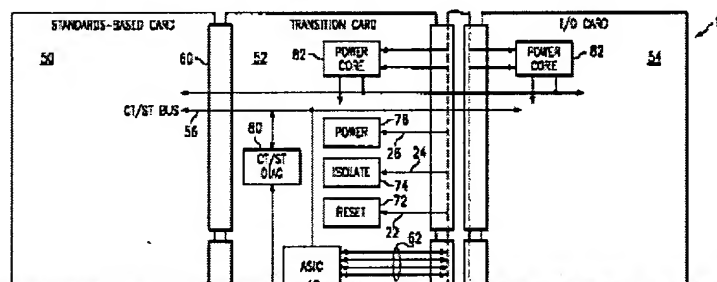 STANDARDS-BASED CARD
TRANSITION CARD
I/O CARD
50
60
52
82
POWER CORE
POWER CORE
82
54
CT/ST BUS
56
80
CT/ST DIAG
POWER
78
26
ISOLATE
24
74
RESET
72
22
ASIC
62